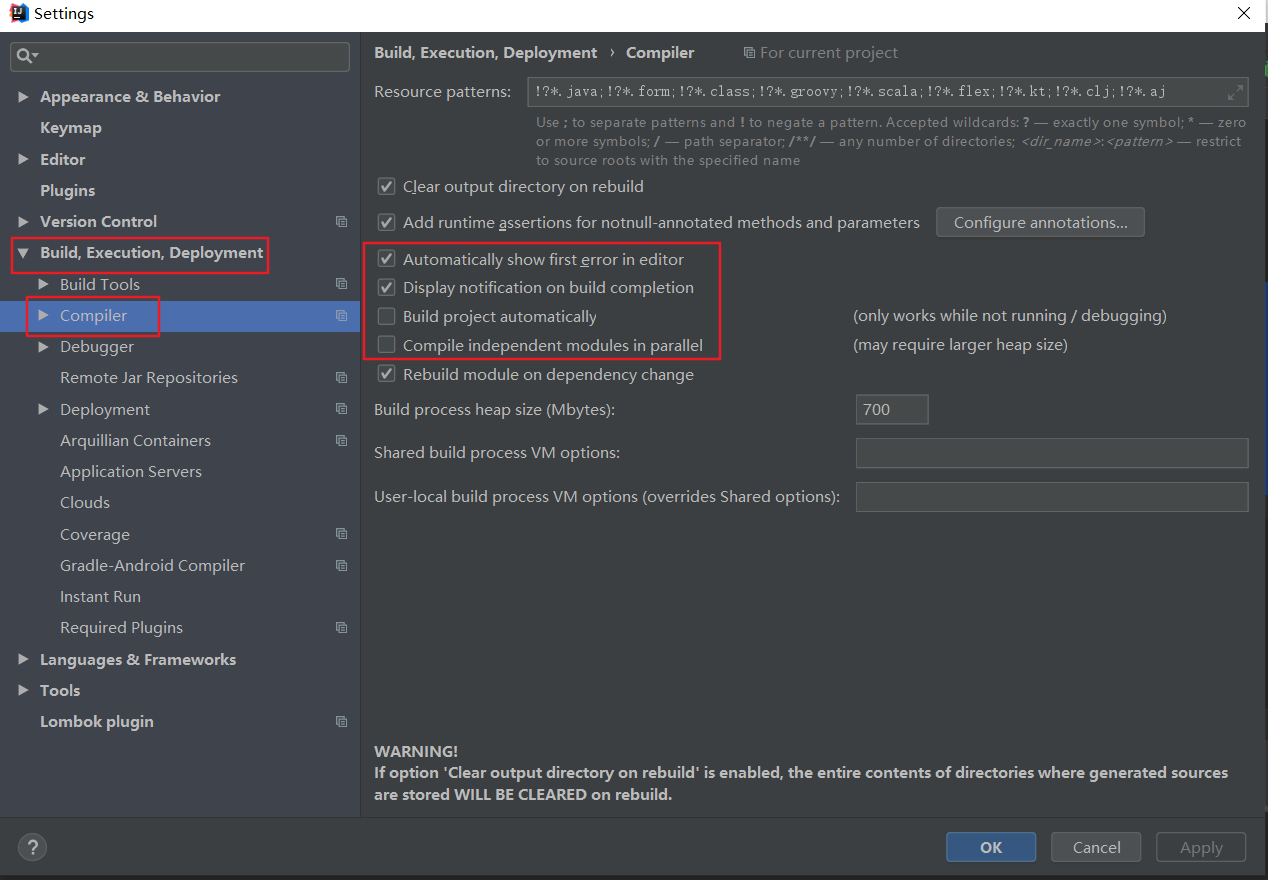 Settings
Appearance & Behavior
Keymap
Editor
Plugins
Version Control
Build, Execution, Deployment
Build Tools
Compiler
Debugger
Remote Jar Repositories
Deployment
Arquillian Containers
Application Servers
Clouds
Coverage
Gradle-Android Compiler
Instant Run
Required Plugins
Languages & Frameworks
Tools
Lombok plugin
Build, Execution, Deployment › Compiler For current project
Resource patterns: !?*.java;!?*.form;!?*.class;!?*.groovy;!?*.scala;!?*.flex;!?*.kt;!?*.clj;!?*.aj
Use ; to separate patterns and ! to negate a pattern. Accepted wildcards: ? — exactly one symbol; * — zero
or more symbols; / — path separator; /**/ — any number of directories; <dir_name>:<pattern> — restrict
to source roots with the specified name
Clear output directory on rebuild
Add runtime assertions for notnull-annotated methods and parameters Configure annotations...
Automatically show first error in editor
Display notification on build completion
Build project automatically (only works while not running / debugging)
Compile independent modules in parallel (may require larger heap size)
Rebuild module on dependency change
Build process heap size (Mbytes): 700
Shared build process VM options:
User-local build process VM options (overrides Shared options):
WARNING!
If option 'Clear output directory on rebuild' is enabled, the entire contents of directories where generated sources
are stored WILL BE CLEARED on rebuild.
? OK Cancel Apply